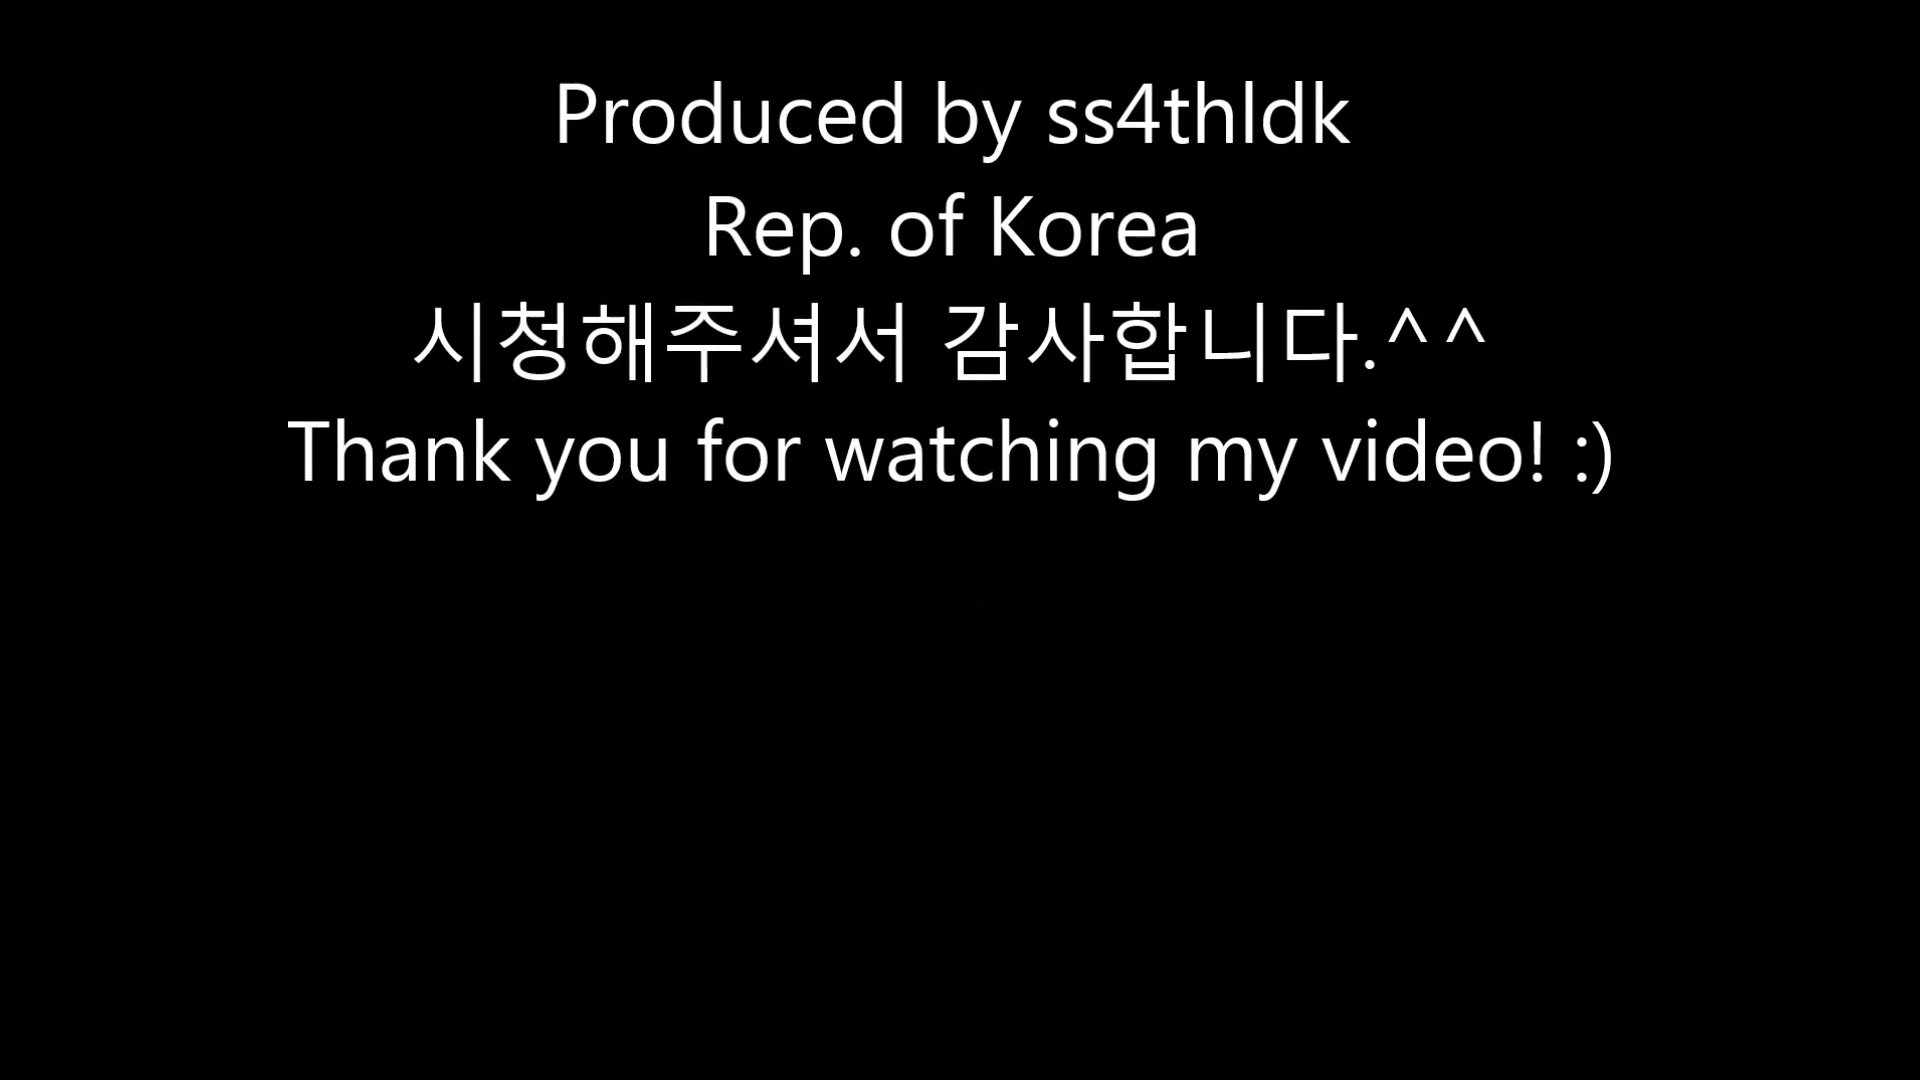 Produced by ss4thldk
Rep. of Korea
시청해주셔서 감사합니다.^^
Thank you for watching my video! :)